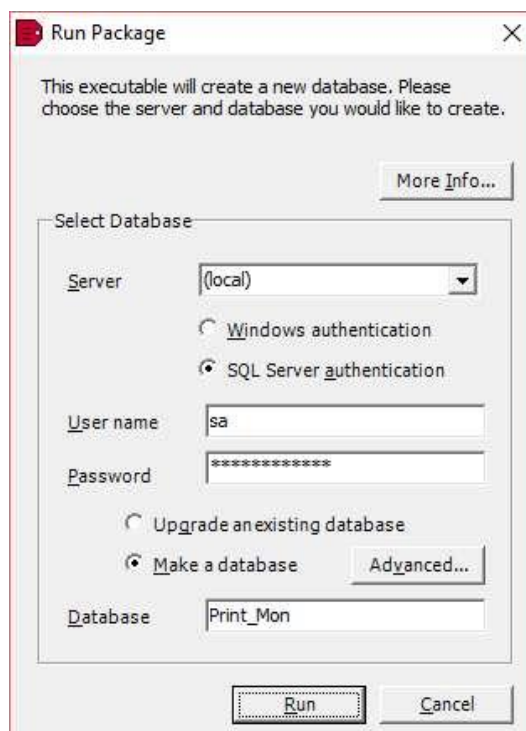 Run Package
This executable will create a new database. Please
choose the server and database you would like to create.
More Info...
Select Database
Server
(local)
Windows authentication
SQL Server authentication
User name
sa
Password
************
Upgrade an existing database
Make a database
Advanced...
Database
Print_Mon
Run
Cancel